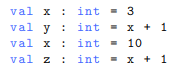 val x : int = 3
val y : int = x + 1
val x : int = 10
val z : int = x + 1